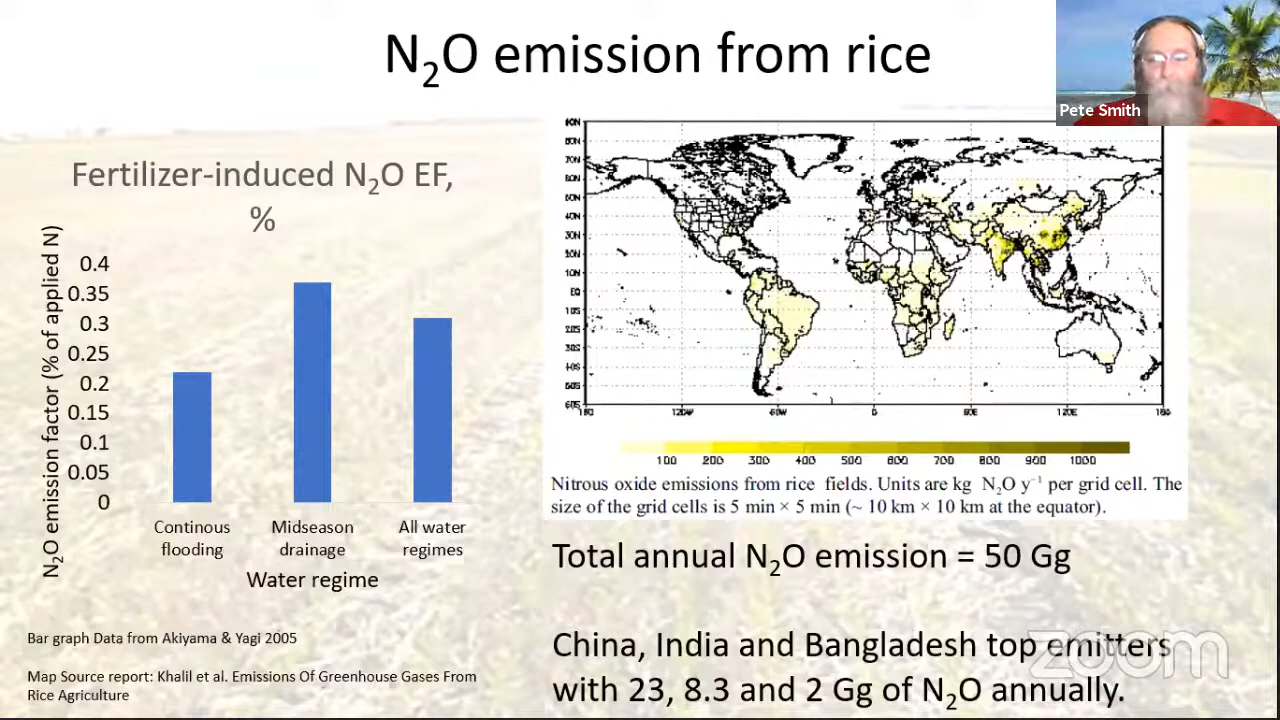 N₂O emission from rice
Pete Smith
Fertilizer-induced N₂O EF,
%
N₂O emission factor (% of applied N)
0.4
0.35
0.3
0.25
0.2
0.15
0.1
0.05
0
Continous
flooding
Midseason
drainage
All water
regimes
Water regime
Bar graph Data from Akiyama & Yagi 2005
Map Source report: Khalil et al. Emissions Of Greenhouse Gases From
Rice Agriculture
90N
80N
70N
60N
50N
40N
30N
20N
10N
EQ
10S
20S
30S
40S
50S
60S
180 120W 60W 0 60E 120E 180
100 200 300 400 500 600 700 800 900 1000
Nitrous oxide emissions from rice fields. Units are kg N₂O y⁻¹ per grid cell. The
size of the grid cells is 5 min × 5 min (~ 10 km × 10 km at the equator).
Total annual N₂O emission = 50 Gg
China, India and Bangladesh top emitters
with 23, 8.3 and 2 Gg of N₂O annually.
zoom